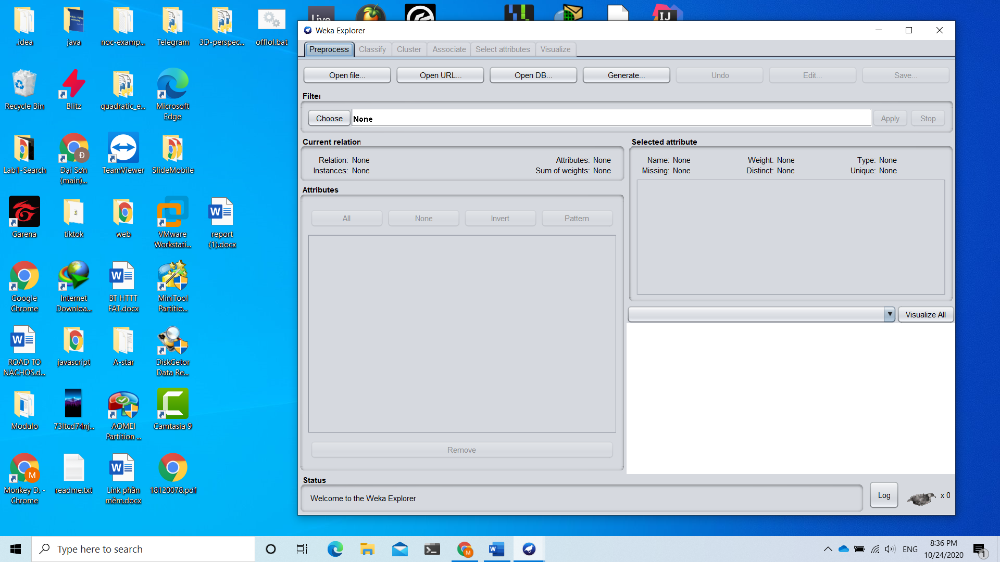 .idea
java
noc-examp...
Telegram
3D-perspec...
offlol.bat
Live
IJ
Recycle Bin
Blitz
quadratic_e...
Microsoft
Edge
Lab1-Search
Đ
Đại Sơn
(main)...
TeamViewer
SlideMobile
Garena
tiktok
web
VMware
Workstati...
report
(1).docx
Google
Chrome
Internet
Downloa...
BT HTTT
FAT.docx
MiniTool
Partitio...
ROAD TO
NACHOS.d...
javascript
A-star
DiskGetor
Data Re...
Modulo
73ltcd74nj...
AOMEI
Partition ...
Camtasia 9
M
Monkey D. -
Chrome
readme.txt
Link phần
mềm.docx
18120078.pdf
Weka Explorer
Preprocess Classify Cluster Associate Select attributes Visualize
Open file... Open URL... Open DB... Generate... Undo Edit... Save...
Filter
Choose None Apply Stop
Current relation
Relation: None Attributes: None
Instances: None Sum of weights: None
Attributes
All None Invert Pattern
Remove
Selected attribute
Name: None Weight: None Type: None
Missing: None Distinct: None Unique: None
Visualize All
Status
Welcome to the Weka Explorer
Log
x 0
Type here to search
M
ENG
8:36 PM
10/24/2020
1